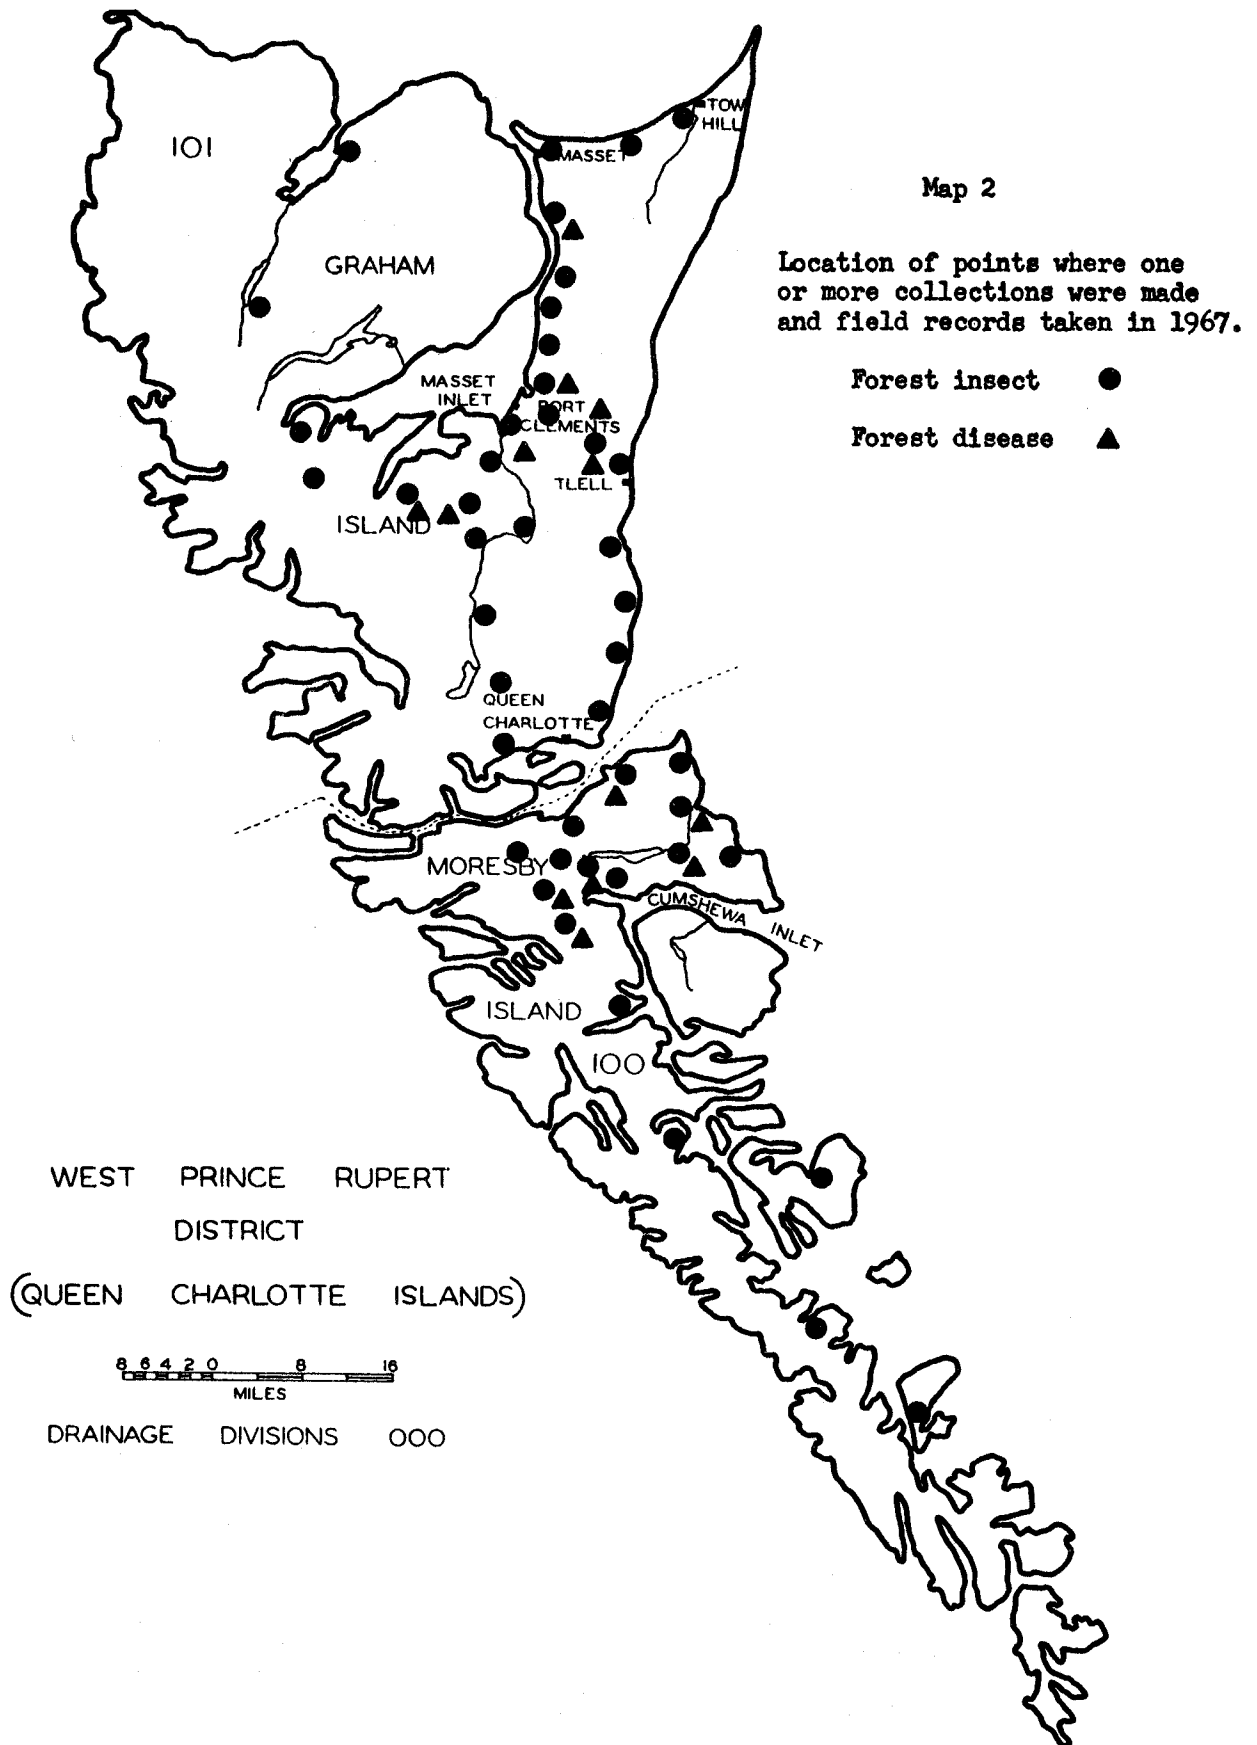 TOW
HILL
101
MASSET
Map 2
GRAHAM
Location of points where one
or more collections were made
and field records taken in 1967.
Forest insect
MASSET
INLET
PORT
CLEMENTS
Forest disease
TLELL
ISLAND
QUEEN
CHARLOTTE
MORESBY
CUMSHEWA INLET
ISLAND
100
WEST PRINCE RUPERT
DISTRICT
(QUEEN CHARLOTTE ISLANDS)
8 6 4 2 0 8 16
MILES
DRAINAGE DIVISIONS 000